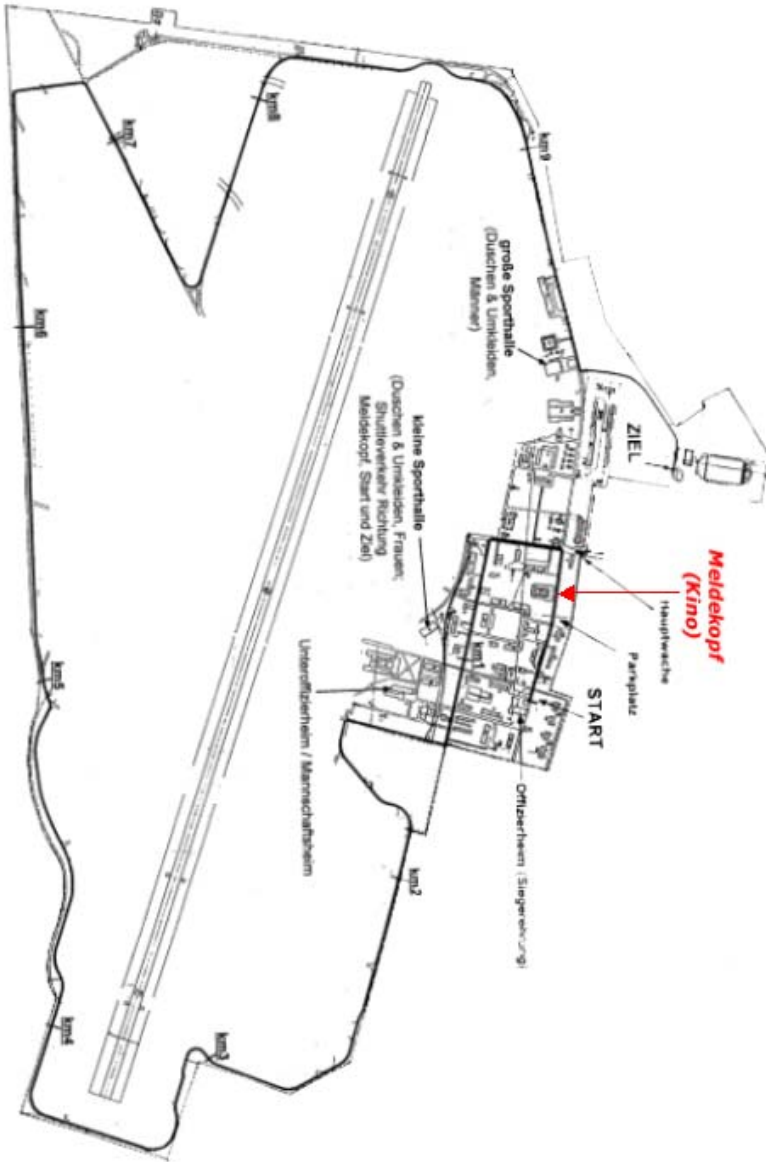 km9
km8
km7
große Sporthalle
(Duschen & Umkleiden,
Männer)
km6
ZIEL
kleine Sporthalle
(Duschen & Umkleiden, Frauen;
Shuttleverkehr Richtung
Meldekopf, Start und Ziel)
Meldekopf
(Kino)
Hauptwache
Parkplatz
START
km1
km5
Unteroffizierheim / Mannschaftsheim
Offizierheim (Siegerehrung)
km2
km4
km3